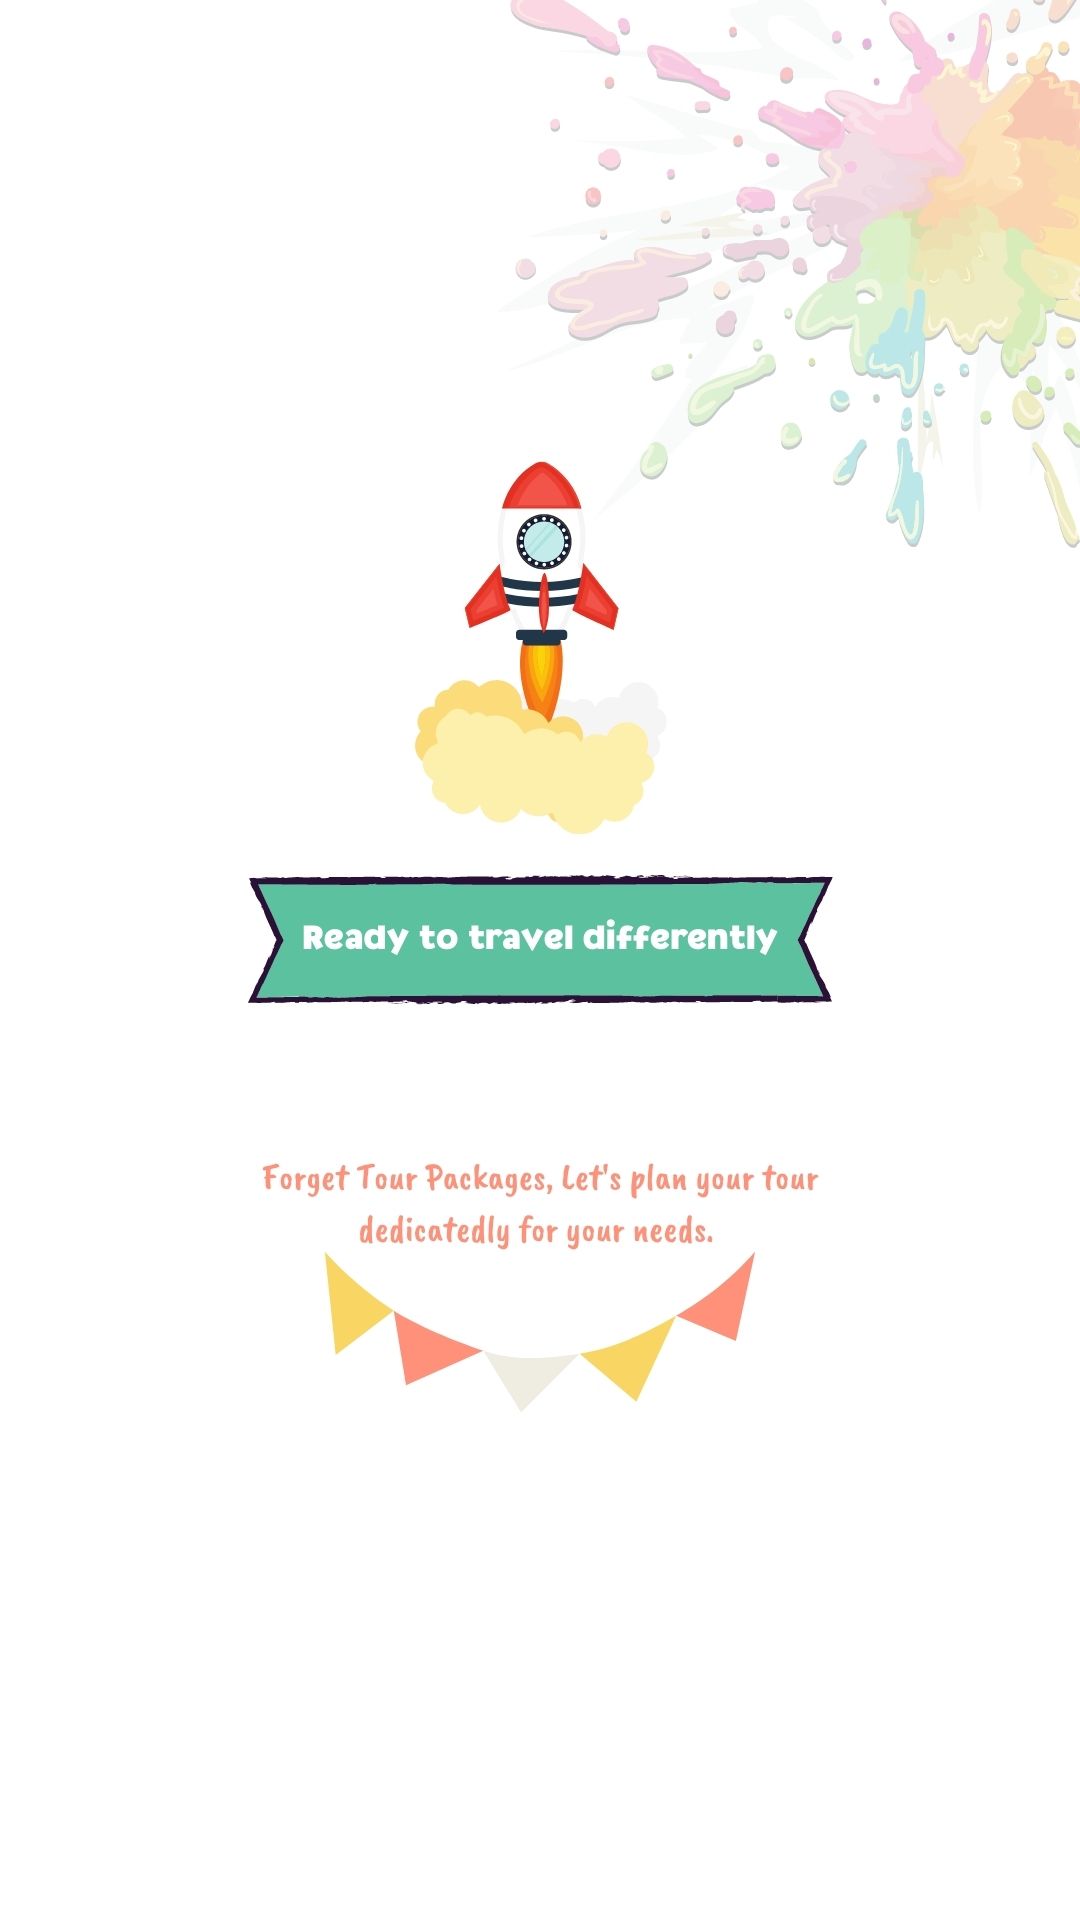 Ready to travel differently
Forget Tour Packages, Let's plan your tour
dedicatedly for your needs.